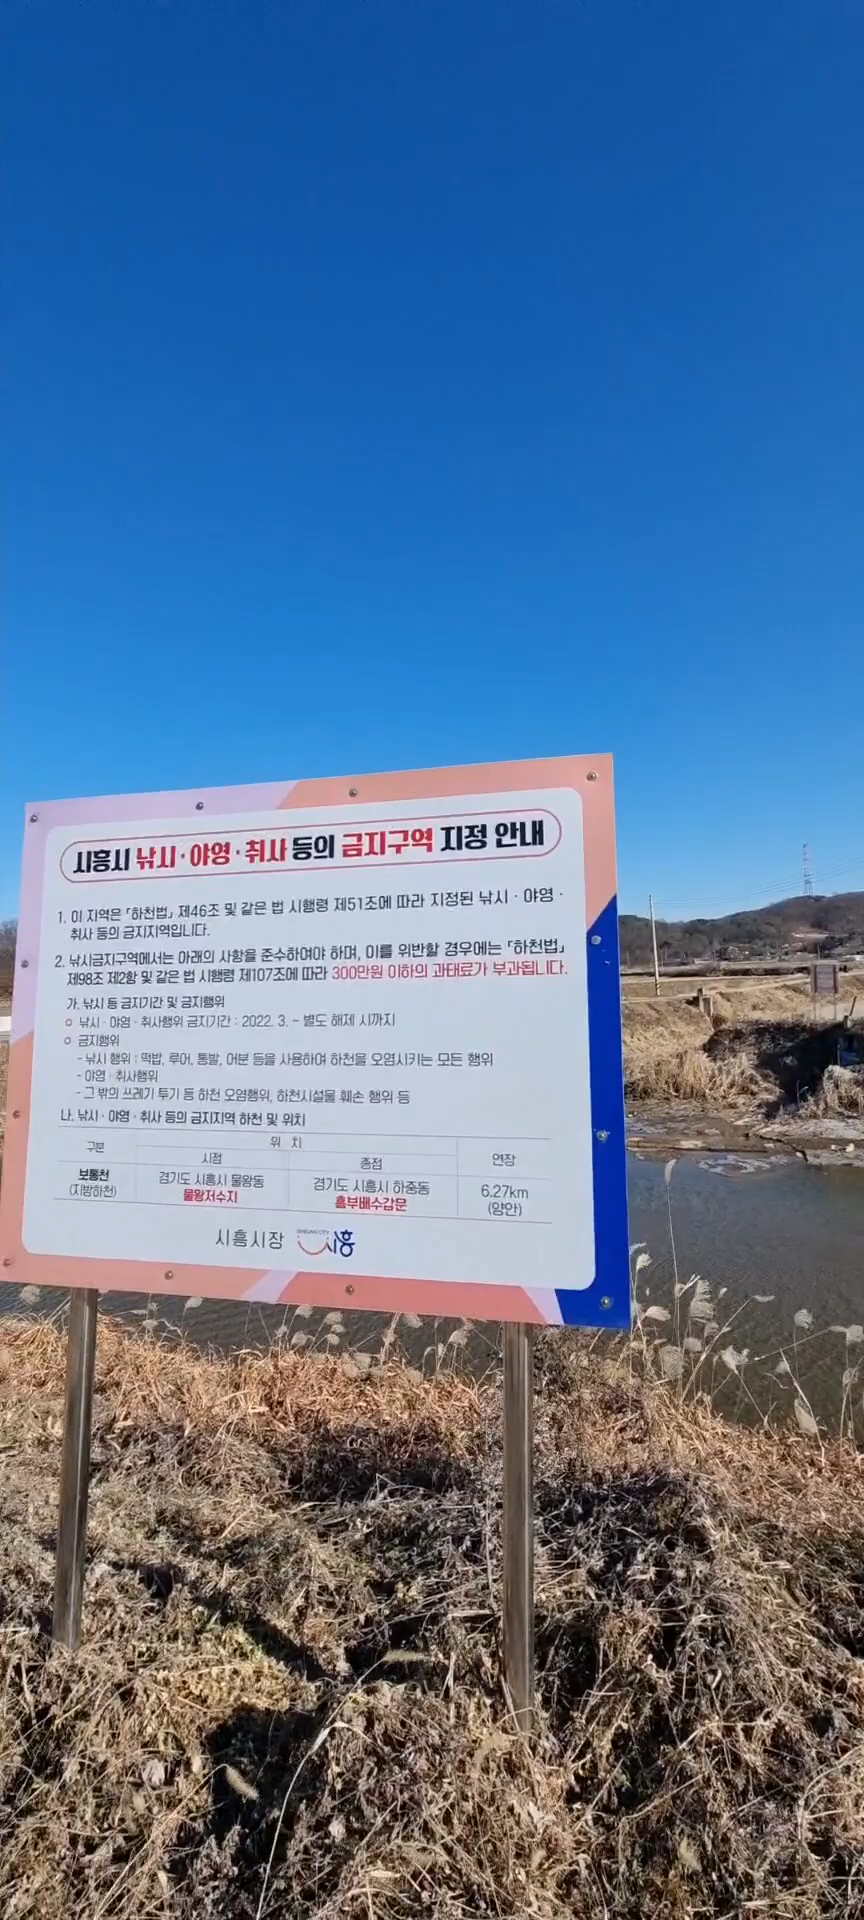 시흥시 낚시·야영·취사 등의 금지구역 지정 안내
1. 이 지역은 「하천법」 제46조 및 같은 법 시행령 제51조에 따라 지정된 낚시·야영·
취사 등의 금지지역입니다.
2. 낚시금지구역에서는 아래의 사항을 준수하여야 하며, 이를 위반할 경우에는 「하천법」
제98조 제2항 및 같은 법 시행령 제107조에 따라 300만원 이하의 과태료가 부과됩니다.
가. 낚시 등 금지기간 및 금지행위
○ 낚시·야영·취사행위 금지기간 : 2022. 3. ~ 별도 해제 시까지
○ 금지행위
- 낚시 행위 : 떡밥, 루어, 통발, 어분 등을 사용하여 하천을 오염시키는 모든 행위
- 야영·취사행위
- 그 밖의 쓰레기 투기 등 하천 오염행위, 하천시설물 훼손 행위 등
나. 낚시·야영·취사 등의 금지지역 하천 및 위치
구분 위 치 연장
시점 종점
보통천 경기도 시흥시 물왕동 경기도 시흥시 하중동 6.27km
(지방하천) 물왕저수지 흥부배수갑문 (양안)
시흥시장 시흥